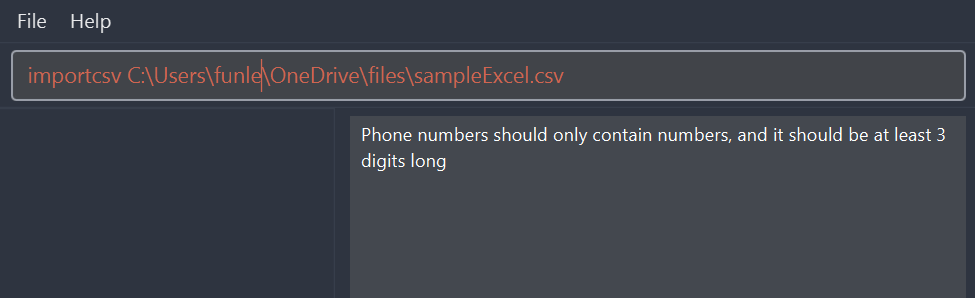 File Help
importcsv C:\Users\funle\OneDrive\files\sampleExcel.csv
Phone numbers should only contain numbers, and it should be at least 3
digits long